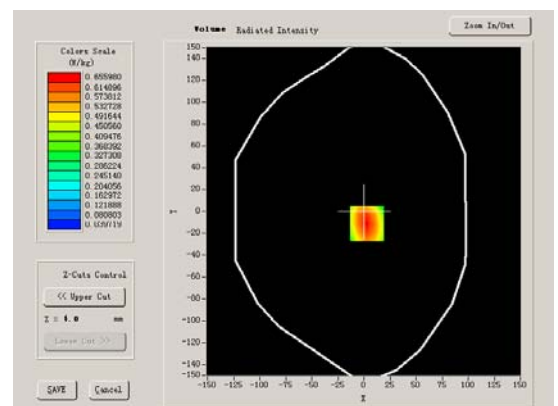 Volume Radiated Intensity
Zoom In/Out
Colors Scale
(W/kg)
0.655980
0.614896
0.573812
0.532728
0.491644
0.450560
0.409476
0.368392
0.327308
0.286224
0.245140
0.204056
0.162972
0.121888
0.080803
0.039719
Z-Cuts Control
<< Upper Cut
Z = 4.0 mm
Lower Cut >>
SAVE
Cancel
150
140
120
100
80
60
40
20
0
-20
-40
-60
-80
-100
-120
-140
-150
Y
-150 -125 -100 -75 -50 -25 0 25 50 75 100 125 150
X